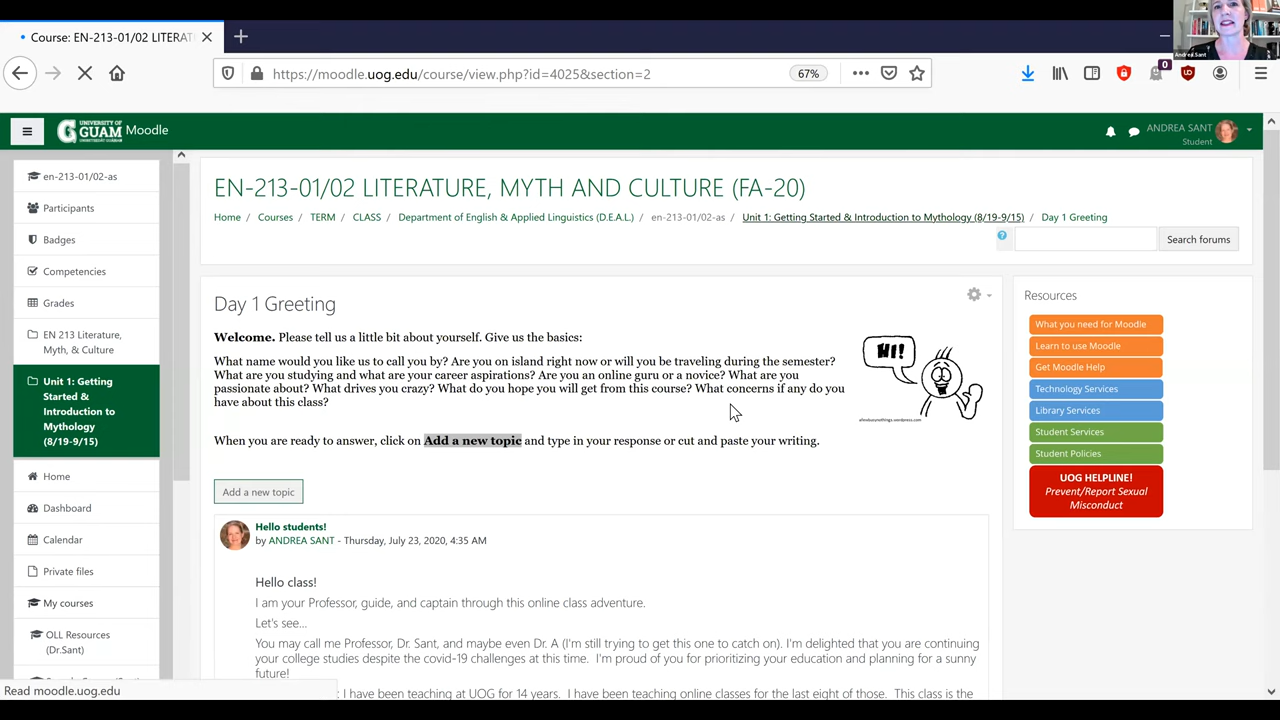 Course: EN-213-01/02 LITERAT
https://moodle.uog.edu/course/view.php?id=4025&section=2
67%
0
Andrea Sant
UNIVERSITY OF
GUAM
Moodle
ANDREA SANT
Student
en-213-01/02-as
Participants
Badges
Competencies
Grades
EN 213 Literature,
Myth, & Culture
Unit 1: Getting
Started &
Introduction to
Mythology
(8/19-9/15)
Home
Dashboard
Calendar
Private files
My courses
OLL Resources
(Dr.Sant)
Read moodle.uog.edu
EN-213-01/02 LITERATURE, MYTH AND CULTURE (FA-20)
Home / Courses / TERM / CLASS / Department of English & Applied Linguistics (D.E.A.L.) / en-213-01/02-as / Unit 1: Getting Started & Introduction to Mythology (8/19-9/15) / Day 1 Greeting
Search forums
Day 1 Greeting
Welcome. Please tell us a little bit about yourself. Give us the basics:
What name would you like me to call you by? Are you on island right now or will you be traveling during the semester?
What are you studying and what are your career aspirations? Are you an online guru or a novice? What are you
passionate about? What drives you crazy? What do you hope you will get from this course? What concerns if any do you
have about this class?
HI!
When you are ready to answer, click on Add a new topic and type in your response or cut and paste your writing.
Add a new topic
Hello students!
by ANDREA SANT - Thursday, July 23, 2020, 4:35 AM
Hello class!
I am your Professor, guide, and captain through this online class adventure.
Let's see...
You may call me Professor, Dr. Sant, and maybe even Dr. A (I'm still trying to get this one to catch on). I'm delighted that you are continuing
your college studies despite the covid-19 challenges at this time. I'm proud of you for prioritizing your education and planning for a sunny
future!
: I have been teaching at UOG for 14 years. I have been teaching online classes for the last eight of those. This class is the
Resources
What you need for Moodle
Learn to use Moodle
Get Moodle Help
Technology Services
Library Services
Student Services
Student Policies
UOG HELPLINE!
Prevent/Report Sexual
Misconduct